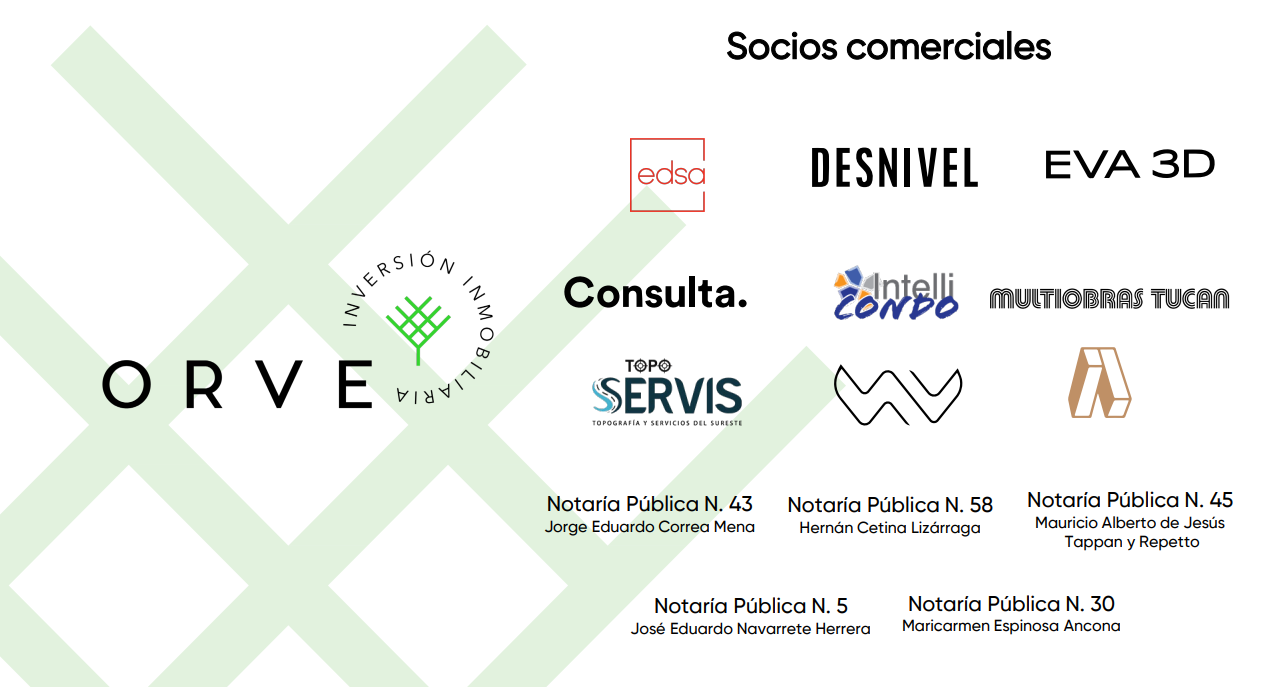 Socios comerciales
edsa
DESNIVEL
EVA 3D
Consulta.
Intelli
CONDO
MULTIOBRAS TUCAN
ORVE
INVERSIÓN INMOBILIARIA
TOPO
SERVIS
TOPOGRAFÍA Y SERVICIOS DEL SURESTE
Notaría Pública N. 43
Jorge Eduardo Correa Mena
Notaría Pública N. 58
Hernán Cetina Lizárraga
Notaría Pública N. 45
Mauricio Alberto de Jesús
Tappan y Repetto
Notaría Pública N. 5
José Eduardo Navarrete Herrera
Notaría Pública N. 30
Maricarmen Espinosa Ancona